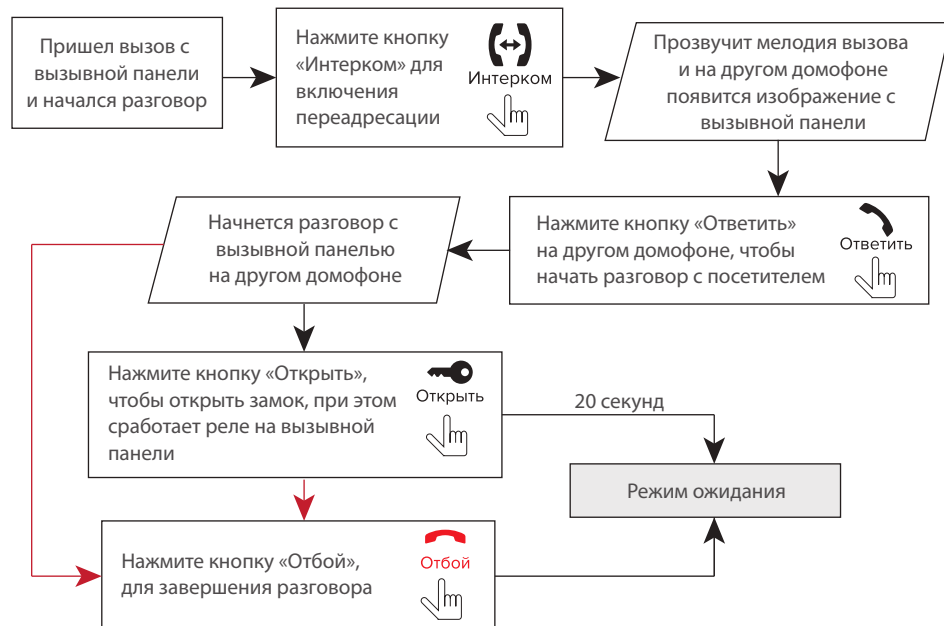 Пришел вызов с
вызывной панели
и начался разговор
Нажмите кнопку
«Интерком» для
включения
переадресации
Интерком
Прозвучит мелодия вызова
и на другом домофоне
появится изображение с
вызывной панели
Начнется разговор с
вызывной панелью
на другом домофоне
Нажмите кнопку «Ответить»
на другом домофоне, чтобы
начать разговор с посетителем
Ответить
Нажмите кнопку «Открыть»,
чтобы открыть замок, при этом
сработает реле на вызывной
панели
Открыть
20 секунд
Режим ожидания
Нажмите кнопку «Отбой»,
для завершения разговора
Отбой